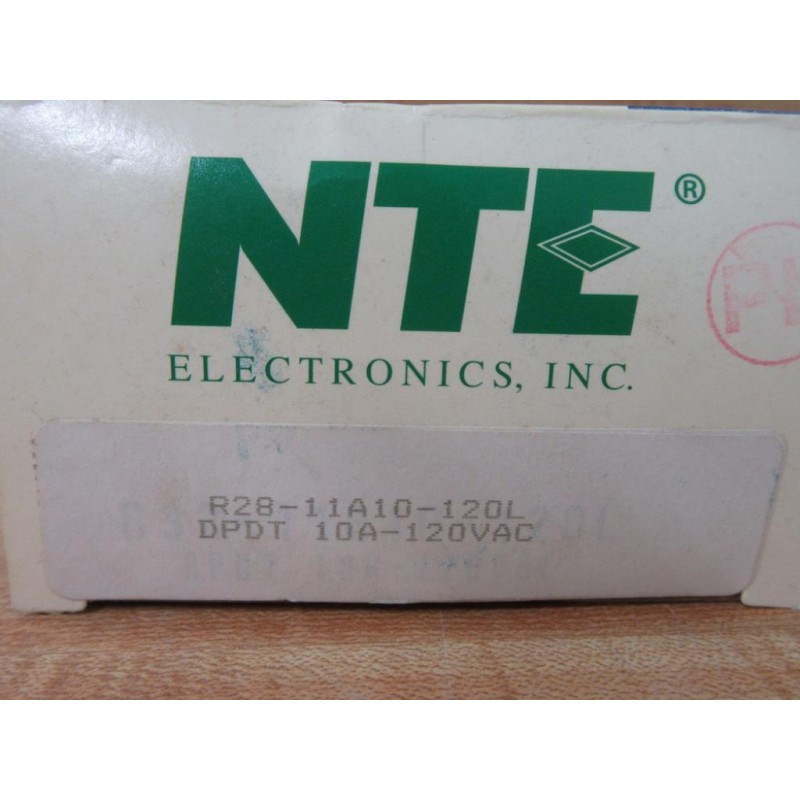 NTE®
ELECTRONICS, INC.
R28-11A10-120L
DPDT 10A-120VAC